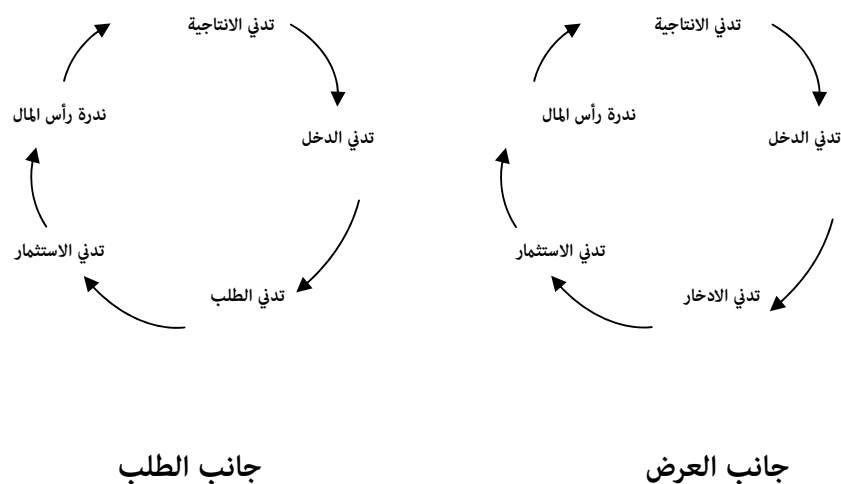 تدني الانتاجية
تدني الدخل
تدني الادخار
تدني الاستثمار
ندرة رأس المال
جانب العرض
تدني الانتاجية
تدني الدخل
تدني الطلب
تدني الاستثمار
ندرة رأس المال
جانب الطلب